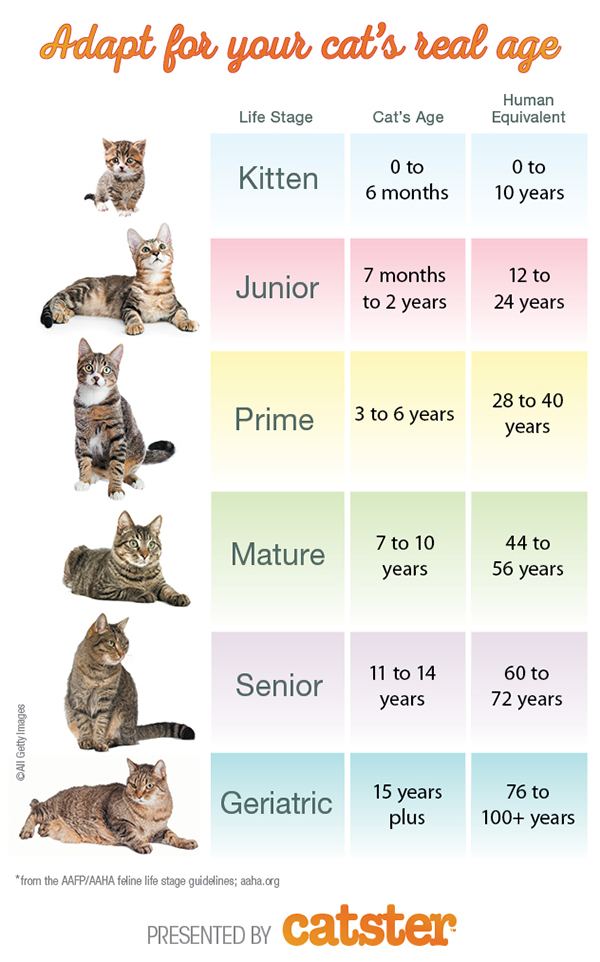 Adapt for your cat's real age
Life Stage
Cat's Age
Human
Equivalent
Kitten
0 to
6 months
0 to
10 years
Junior
7 months
to 2 years
12 to
24 years
Prime
3 to 6 years
28 to 40
years
Mature
7 to 10
years
44 to
56 years
Senior
11 to 14
years
60 to
72 years
Geriatric
15 years
plus
76 to
100+ years
©All Getty Images
*from the AAFP/AAHA feline life stage guidelines; aaha.org
PRESENTED BY catster™